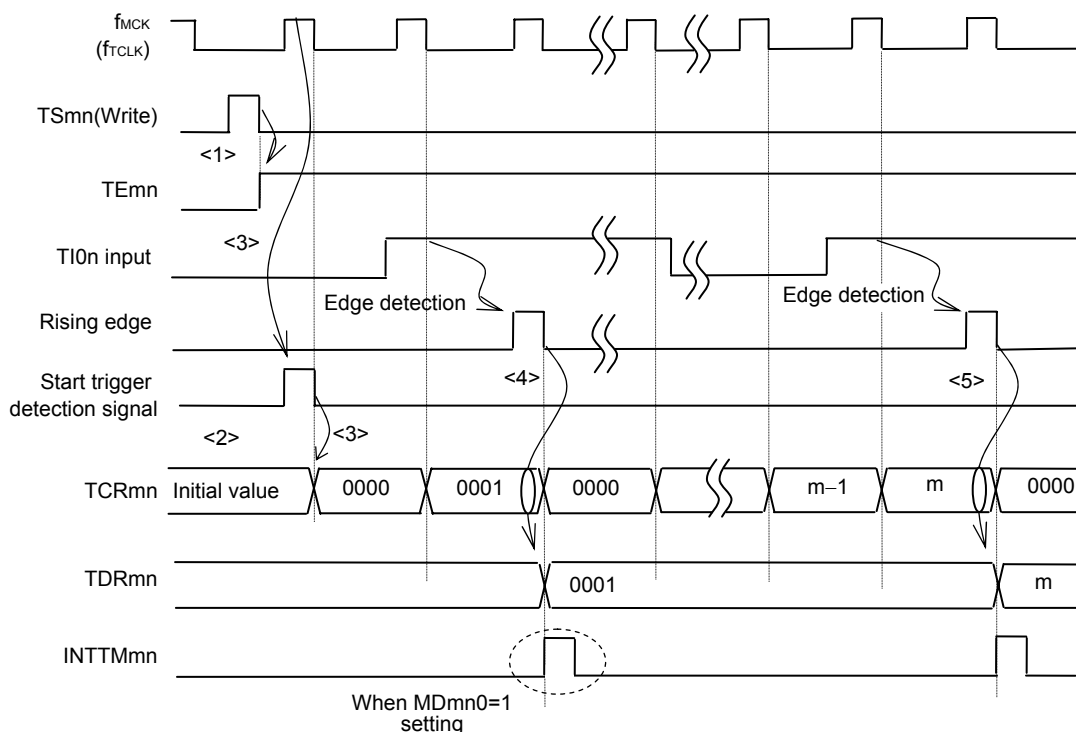 fMCK
(fTCLK)
TSmn(Write)
<1>
TEmn
<3>
TI0n input
Edge detection
Edge detection
Rising edge
<4>
<5>
Start trigger
detection signal
<2>
<3>
TCRmn
Initial value
0000
0001
0000
m−1
m
0000
TDRmn
0001
m
INTTMmn
When MDmn0=1
setting